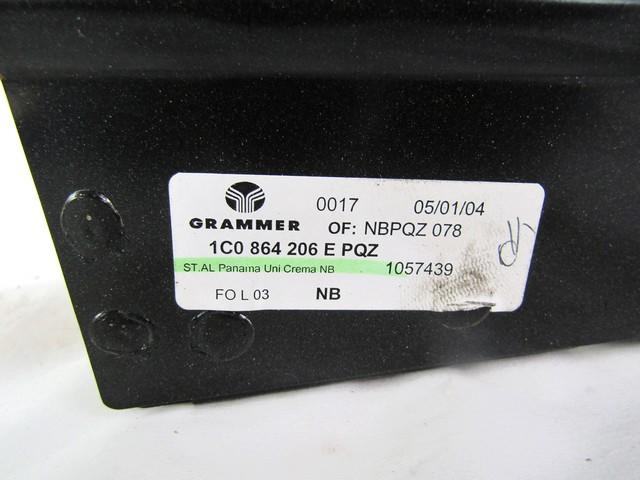 GRAMMER 0017 05/01/04
OF: NBPQZ 078
1C0 864 206 E PQZ
ST.AL Panama Uni Crema NB 1057439
FO L 03 NB